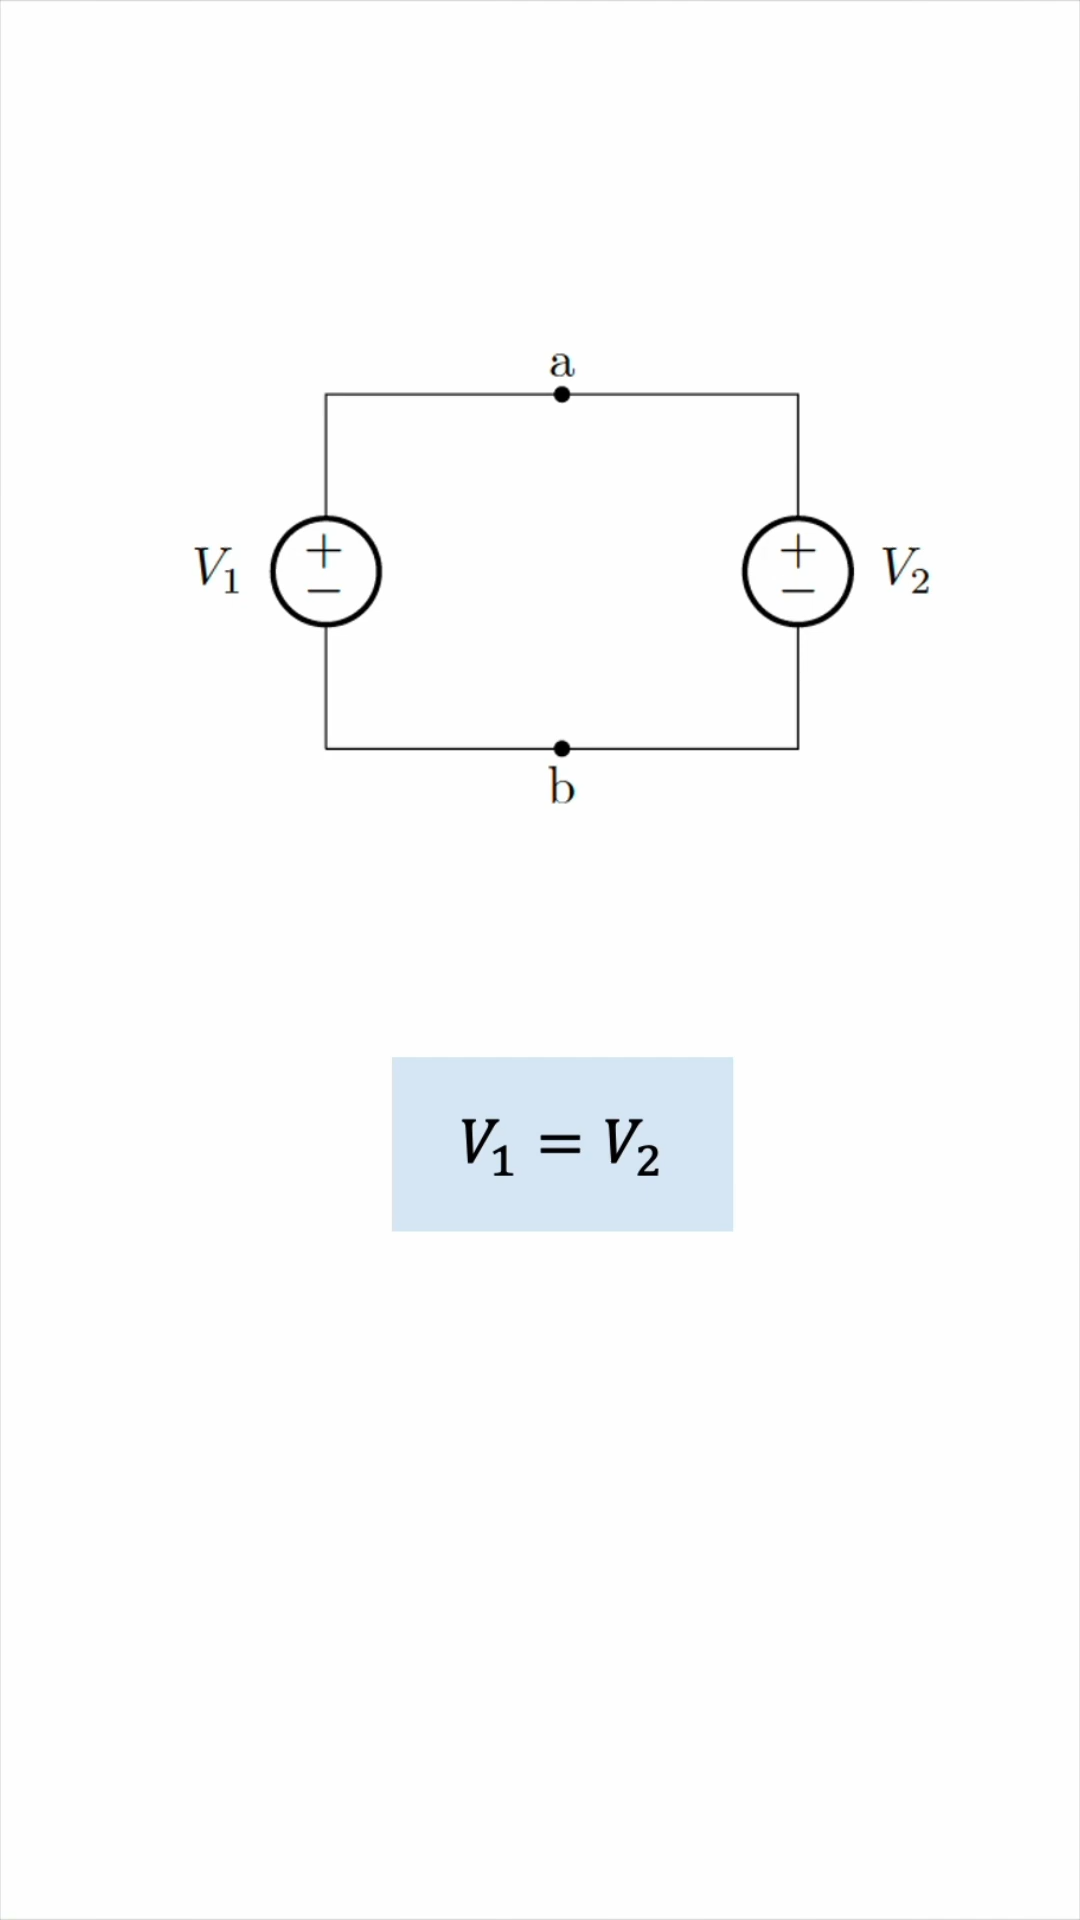 a
+ +
V₁ V₂
− −
b
V₁ = V₂